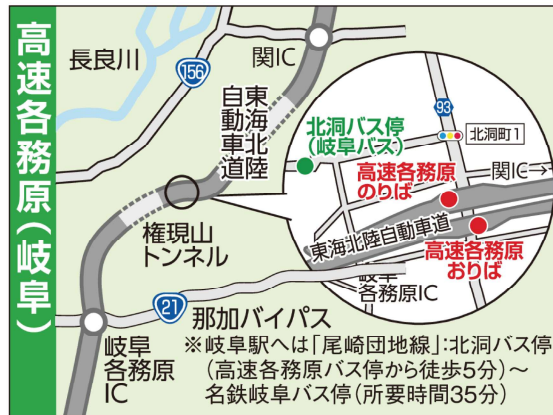 高速各務原(岐阜)
長良川
156
関IC
東海北陸
自動車道
権現山
トンネル
21
那加バイパス
岐阜
各務原
IC
93
北洞町1
北洞バス停
(岐阜バス)
高速各務原
のりば
関IC→
東海北陸自動車道
高速各務原
おりば
岐阜
各務原IC
※岐阜駅へは「尾崎団地線」:北洞バス停
(高速各務原バス停から徒歩5分)~
名鉄岐阜バス停(所要時間35分)